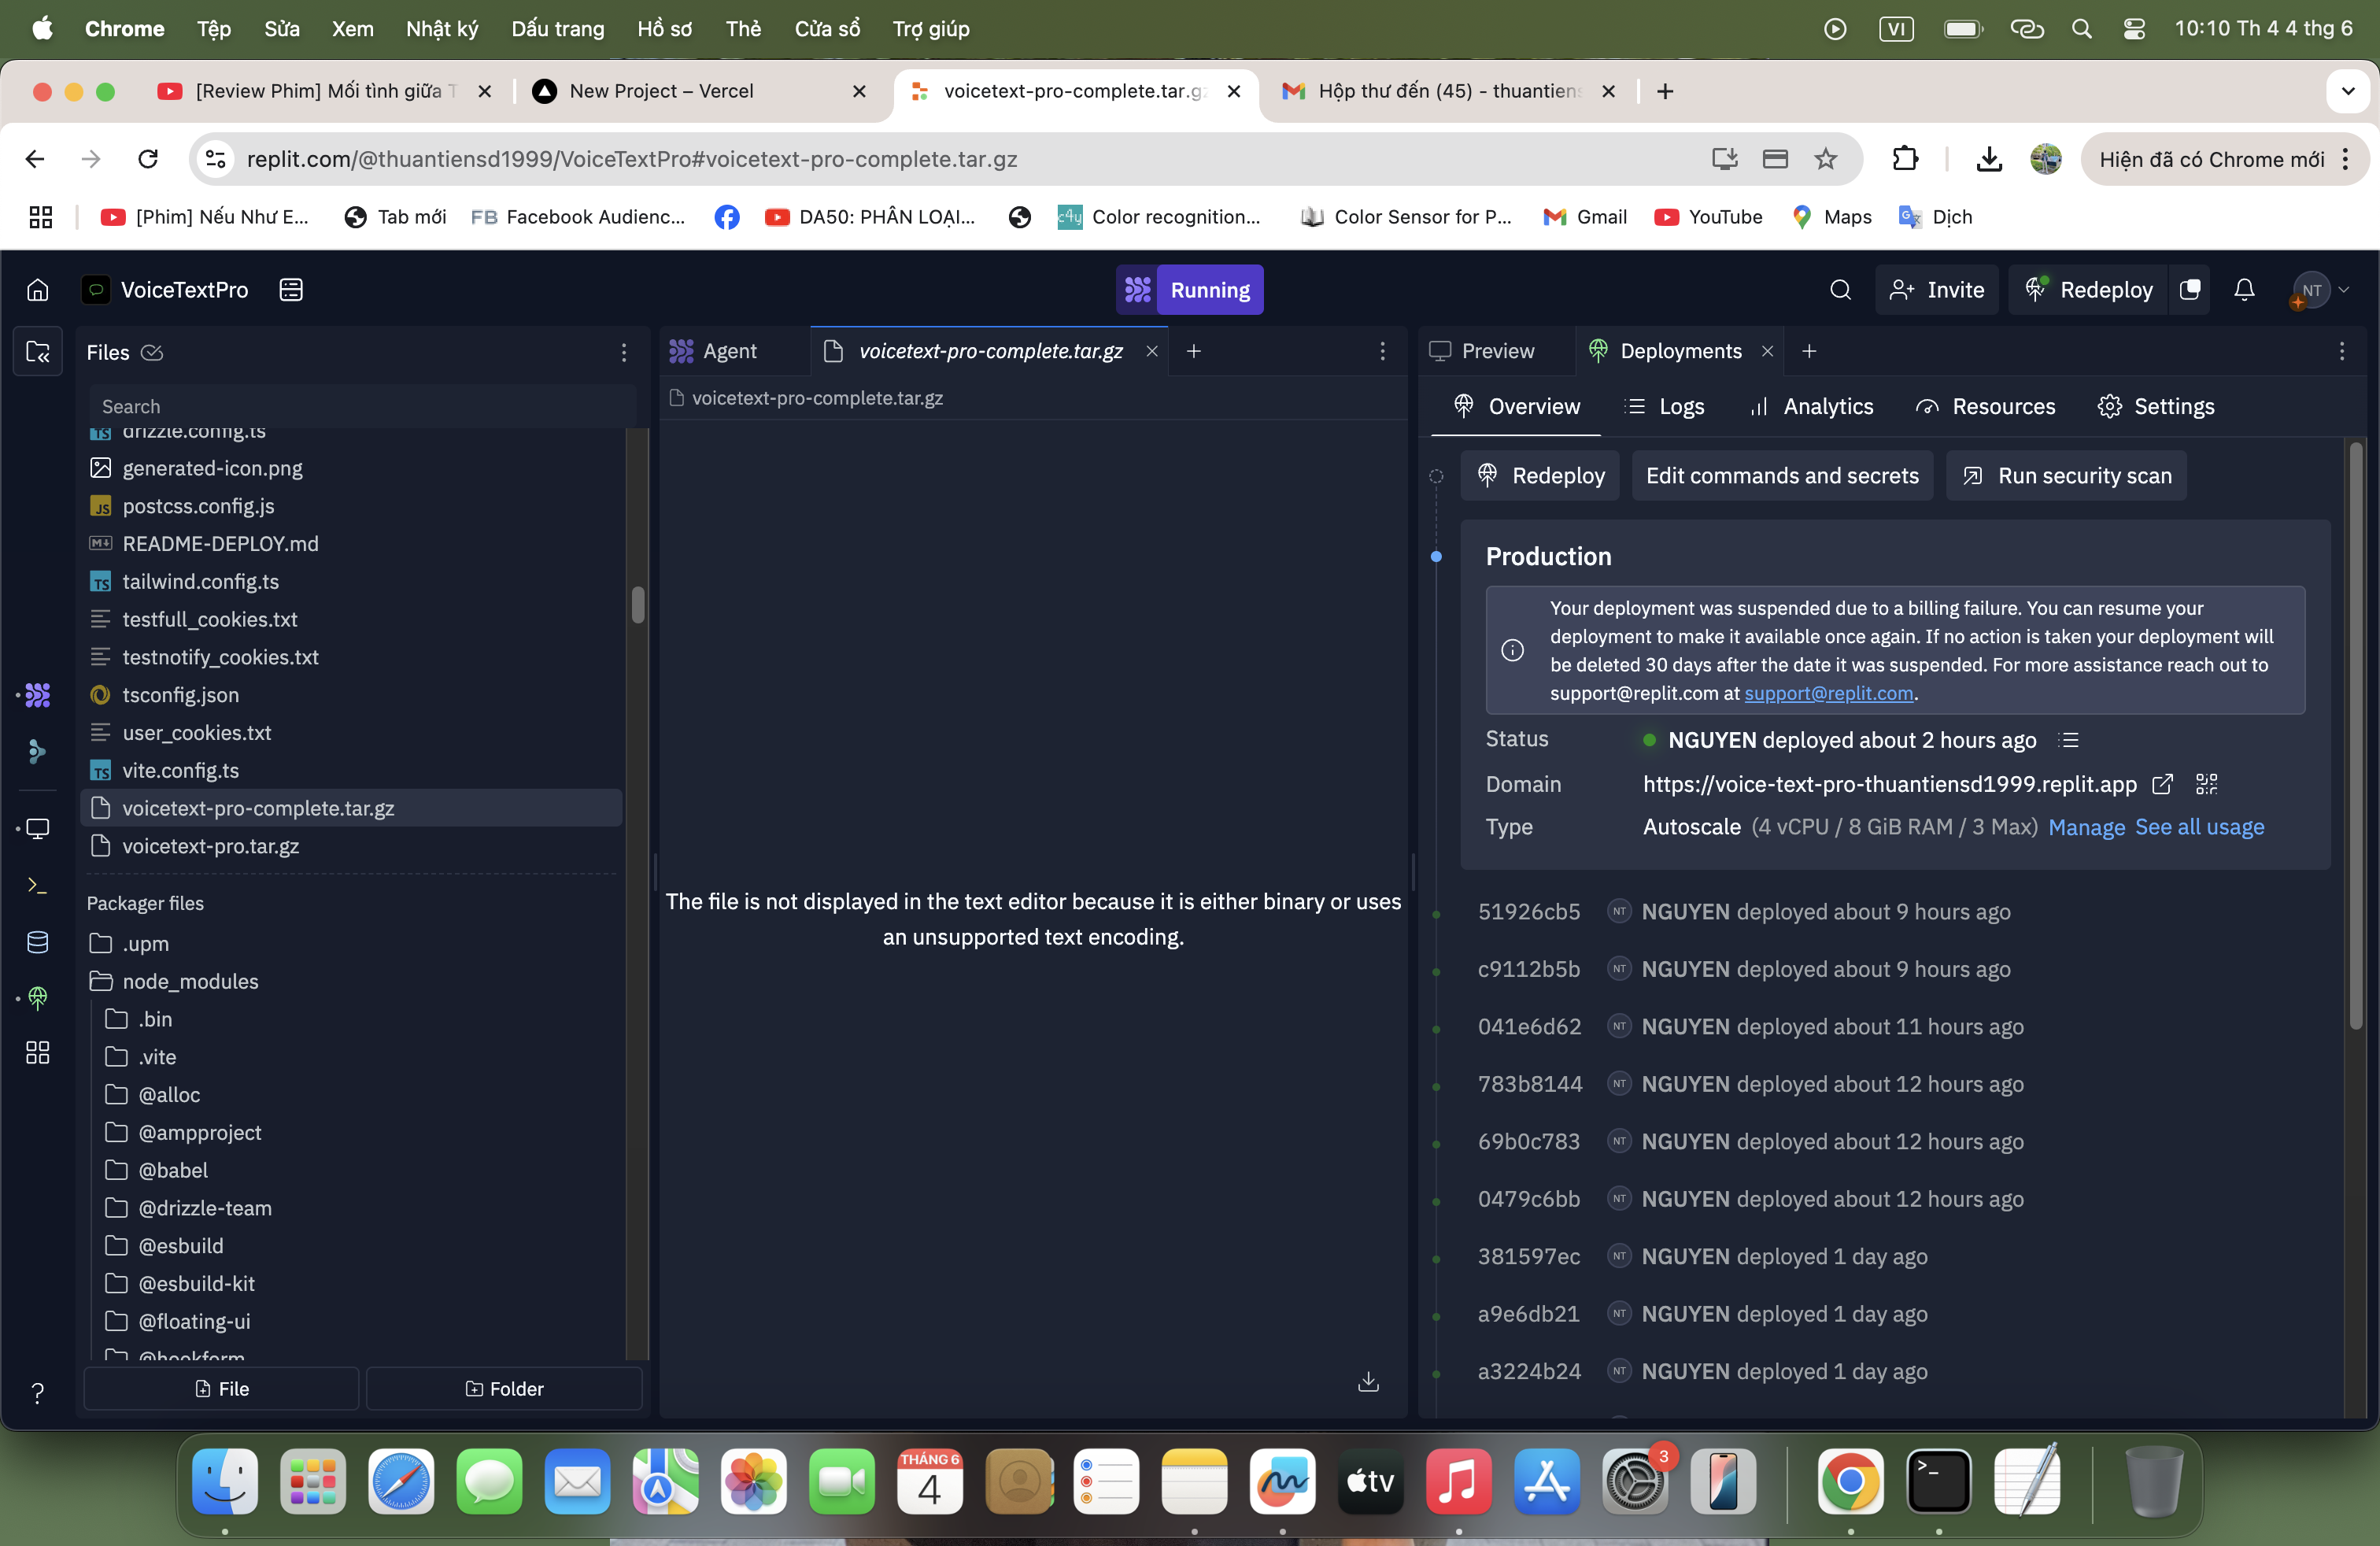 Chrome Tệp Sửa Xem Nhật ký Dấu trang Hồ sơ Thẻ Cửa sổ Trợ giúp VI 10:10 Th 4 4 thg 6
[Review Phim] Mối tình giữa T New Project – Vercel voicetext-pro-complete.tar.gz Hộp thư đến (45) - thuantiens
replit.com/@thuantiensd1999/VoiceTextPro#voicetext-pro-complete.tar.gz Hiện đã có Chrome mới
[Phim] Nếu Như E... Tab mới FB Facebook Audienc... DA50: PHÂN LOẠI... c4y Color recognition... Color Sensor for P... Gmail YouTube Maps Dịch
VoiceTextPro Running Invite Redeploy NT
Files
Search
drizzle.config.ts
generated-icon.png
postcss.config.js
README-DEPLOY.md
tailwind.config.ts
testfull_cookies.txt
testnotify_cookies.txt
tsconfig.json
user_cookies.txt
vite.config.ts
voicetext-pro-complete.tar.gz
voicetext-pro.tar.gz
Packager files
.upm
node_modules
.bin
.vite
@alloc
@ampproject
@babel
@drizzle-team
@esbuild
@esbuild-kit
@floating-ui
@hookform
File Folder
Agent voicetext-pro-complete.tar.gz
voicetext-pro-complete.tar.gz
The file is not displayed in the text editor because it is either binary or uses
an unsupported text encoding.
Preview Deployments
Overview Logs Analytics Resources Settings
Redeploy Edit commands and secrets Run security scan
Production
Your deployment was suspended due to a billing failure. You can resume your
deployment to make it available once again. If no action is taken your deployment will
be deleted 30 days after the date it was suspended. For more assistance reach out to
support@replit.com at support@replit.com.
Status NGUYEN deployed about 2 hours ago
Domain https://voice-text-pro-thuantiensd1999.replit.app
Type Autoscale (4 vCPU / 8 GiB RAM / 3 Max) Manage See all usage
51926cb5 NT NGUYEN deployed about 9 hours ago
c9112b5b NT NGUYEN deployed about 9 hours ago
041e6d62 NT NGUYEN deployed about 11 hours ago
783b8144 NT NGUYEN deployed about 12 hours ago
69b0c783 NT NGUYEN deployed about 12 hours ago
0479c6bb NT NGUYEN deployed about 12 hours ago
381597ec NT NGUYEN deployed 1 day ago
a9e6db21 NT NGUYEN deployed 1 day ago
a3224b24 NT NGUYEN deployed 1 day ago
THÁNG 6
4
tv
3